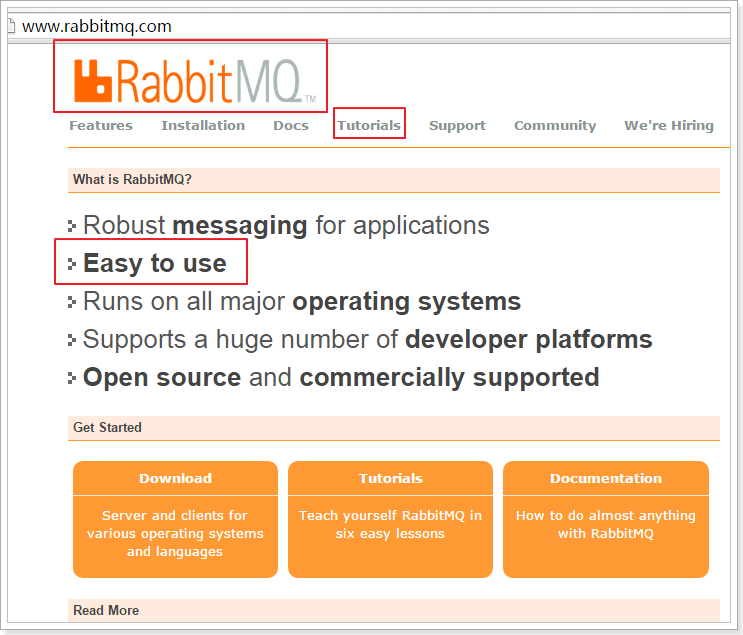 www.rabbitmq.com
RabbitMQ™
Features Installation Docs Tutorials Support Community We're Hiring
What is RabbitMQ?
Robust messaging for applications
Easy to use
Runs on all major operating systems
Supports a huge number of developer platforms
Open source and commercially supported
Get Started
Download Tutorials Documentation
Server and clients for Teach yourself RabbitMQ in How to do almost anything
various operating systems six easy lessons with RabbitMQ
and languages
Read More